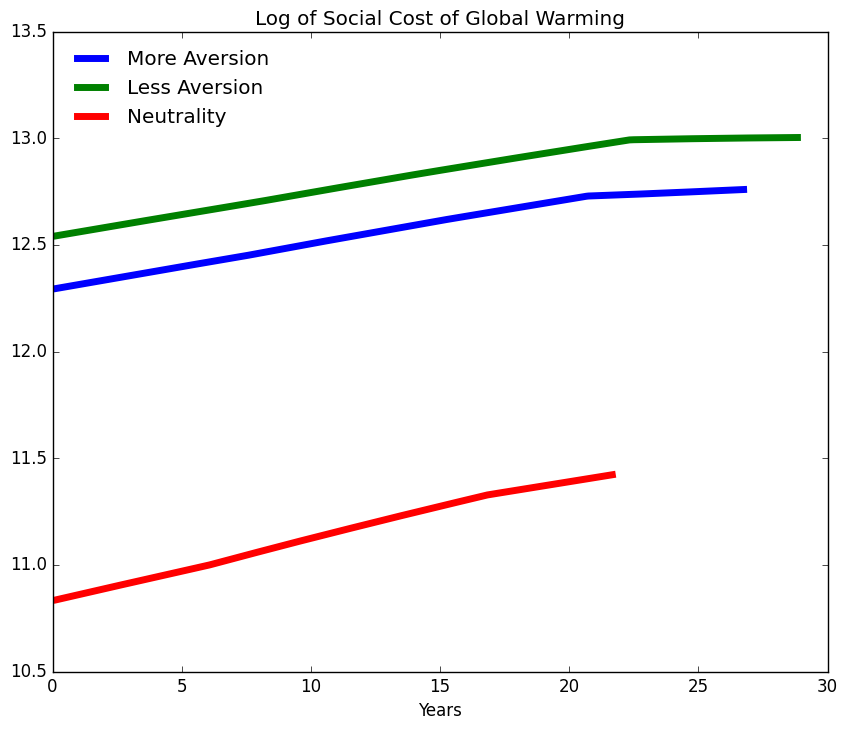 Log of Social Cost of Global Warming
13.5
More Aversion
Less Aversion
Neutrality
13.0
12.5
12.0
11.5
11.0
10.5
0 5 10 15 20 25 30
Years